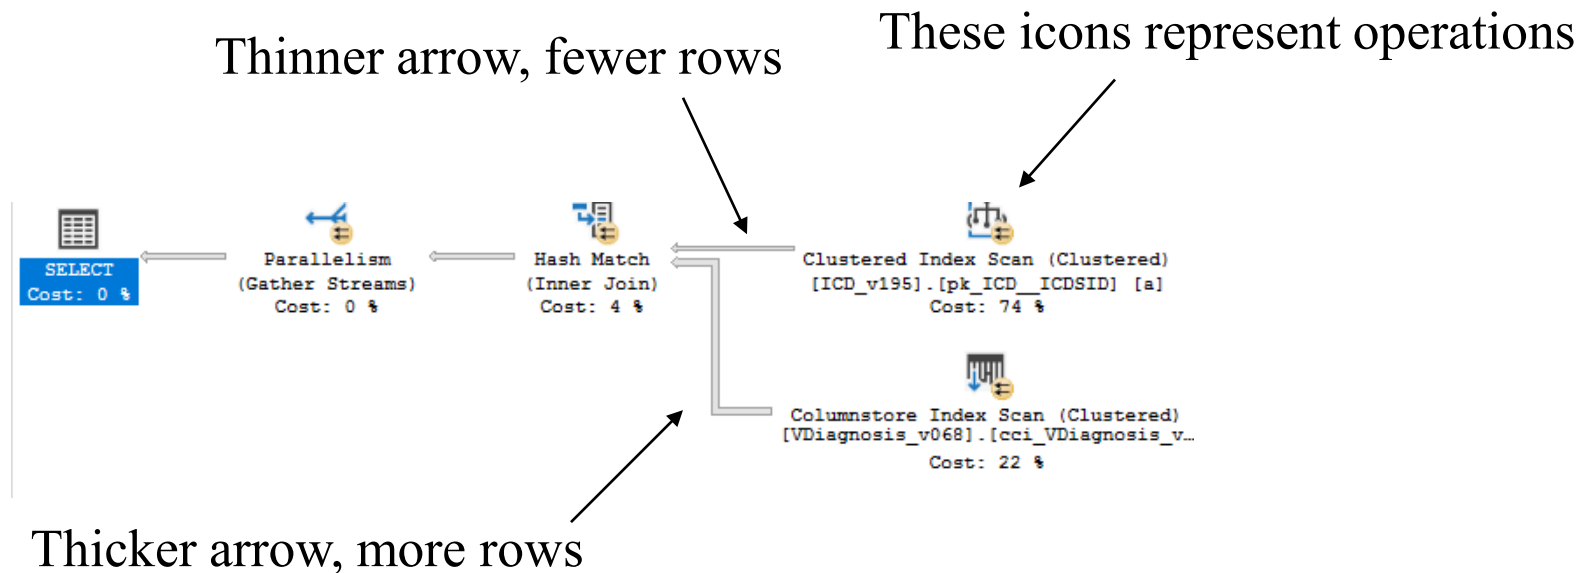 These icons represent operations
Thinner arrow, fewer rows
SELECT
Cost: 0 %
Parallelism
(Gather Streams)
Cost: 0 %
Hash Match
(Inner Join)
Cost: 4 %
Clustered Index Scan (Clustered)
[ICD_v195].[pk_ICD__ICDSID] [a]
Cost: 74 %
Columnstore Index Scan (Clustered)
[VDiagnosis_v068].[cci_VDiagnosis_v…
Cost: 22 %
Thicker arrow, more rows